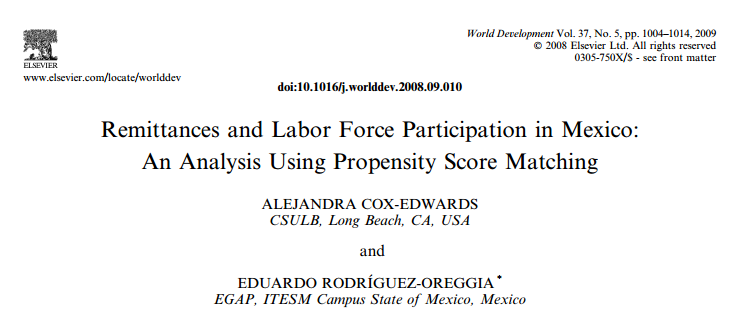 World Development Vol. 37, No. 5, pp. 1004–1014, 2009
© 2008 Elsevier Ltd. All rights reserved
0305-750X/$ - see front matter
ELSEVIER
www.elsevier.com/locate/worlddev
doi:10.1016/j.worlddev.2008.09.010
Remittances and Labor Force Participation in Mexico:
An Analysis Using Propensity Score Matching
ALEJANDRA COX-EDWARDS
CSULB, Long Beach, CA, USA
and
EDUARDO RODRÍGUEZ-OREGGIA *
EGAP, ITESM Campus State of Mexico, Mexico